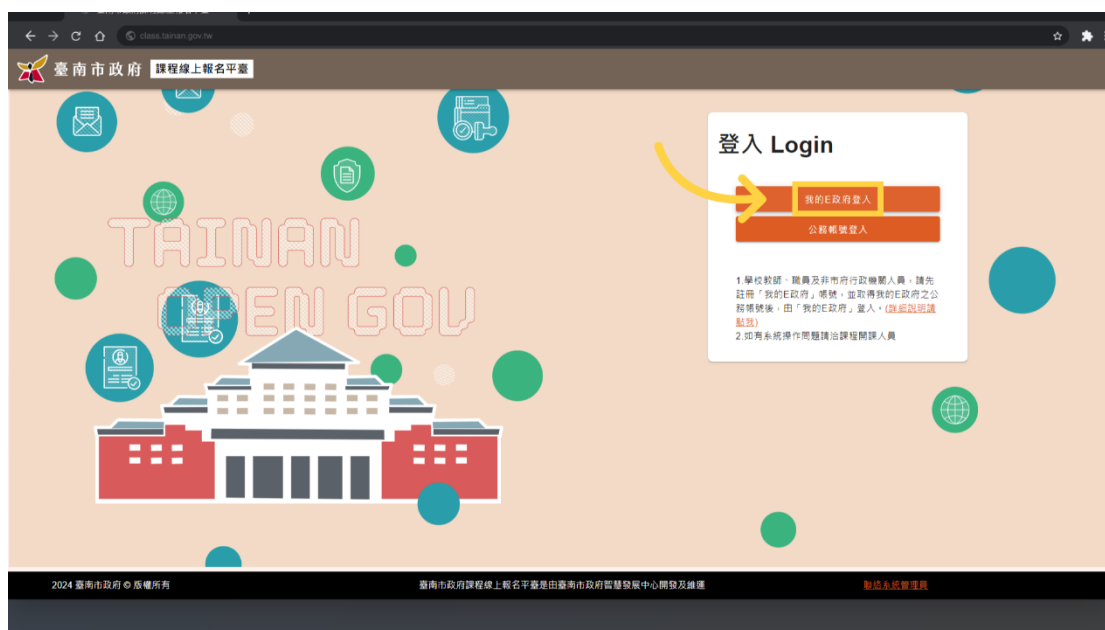 class.tainan.gov.tw
臺南市政府 課程線上報名平臺
TAINAN
OPEN GOV
登入 Login
我的E政府登入
公務帳號登入
1.學校教師、職員及非市府行政機關人員，請先
註冊「我的E政府」帳號，並取得我的E政府之公
務帳號後，由「我的E政府」登入，(詳細說明請
點我)
2.如有系統操作問題請洽課程開課人員
2024 臺南市政府 © 版權所有
臺南市政府課程線上報名平臺是由臺南市政府智慧發展中心開發及維運
聯絡系統管理員